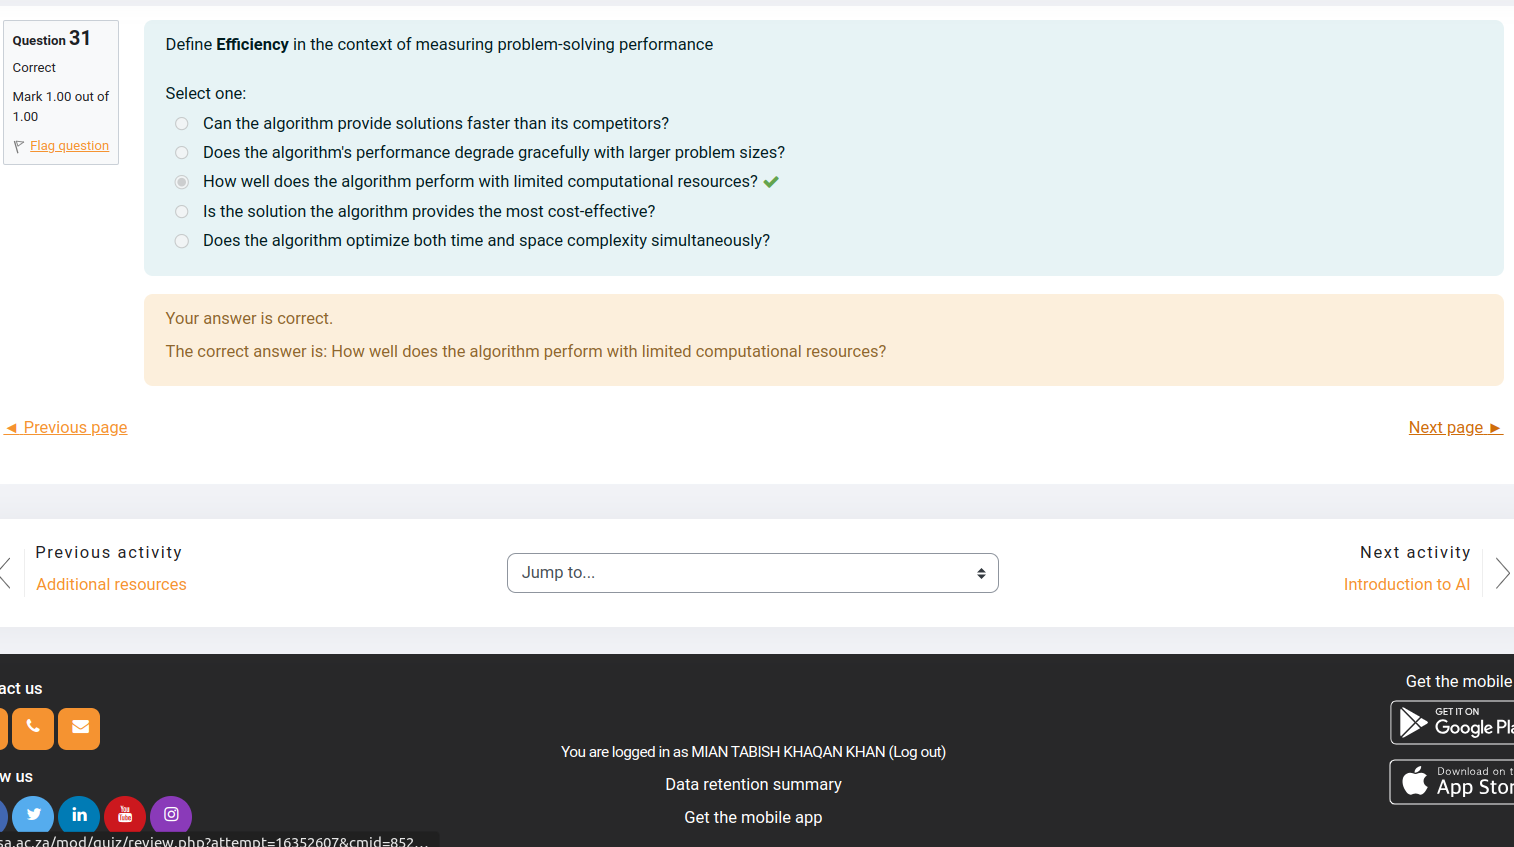 Question 31
Correct
Mark 1.00 out of
1.00
Flag question
Define Efficiency in the context of measuring problem-solving performance
Select one:
Can the algorithm provide solutions faster than its competitors?
Does the algorithm's performance degrade gracefully with larger problem sizes?
How well does the algorithm perform with limited computational resources?
Is the solution the algorithm provides the most cost-effective?
Does the algorithm optimize both time and space complexity simultaneously?
Your answer is correct.
The correct answer is: How well does the algorithm perform with limited computational resources?
◄ Previous page
Next page ►
Previous activity
Additional resources
Jump to...
Next activity
Introduction to AI
act us
w us
You are logged in as MIAN TABISH KHAQAN KHAN (Log out)
Data retention summary
Get the mobile app
Get the mobile
GET IT ON
Google Pla
Download on t
App Stor
in
You
Tube
sa.ac.za/mod/quiz/review.php?attempt=16352607&cmid=852...